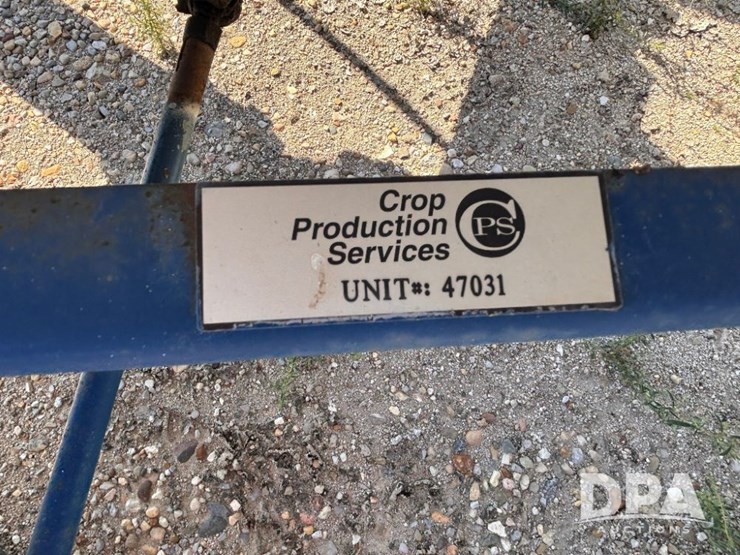 Crop
Production
Services
CPS
UNIT#: 47031
DPA
AUCTIONS